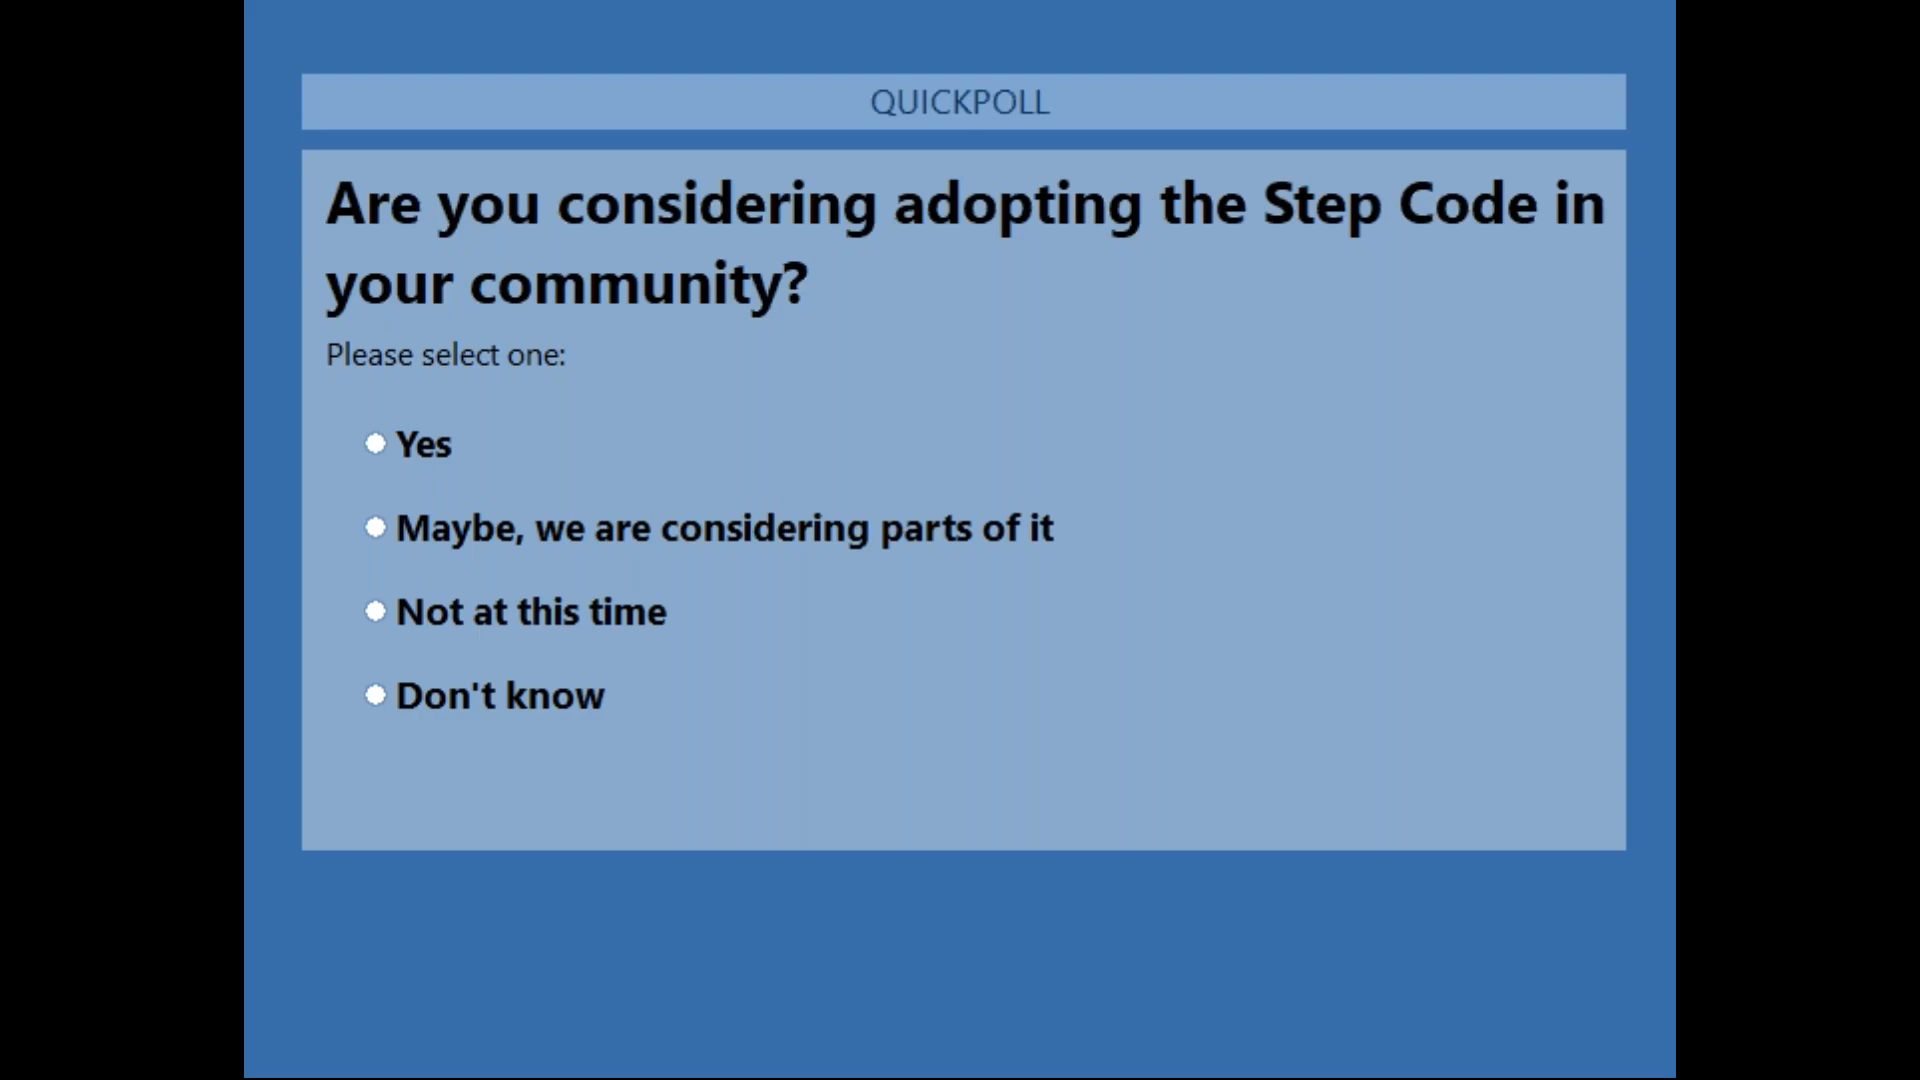 QUICKPOLL
Are you considering adopting the Step Code in
your community?
Please select one:
Yes
Maybe, we are considering parts of it
Not at this time
Don't know